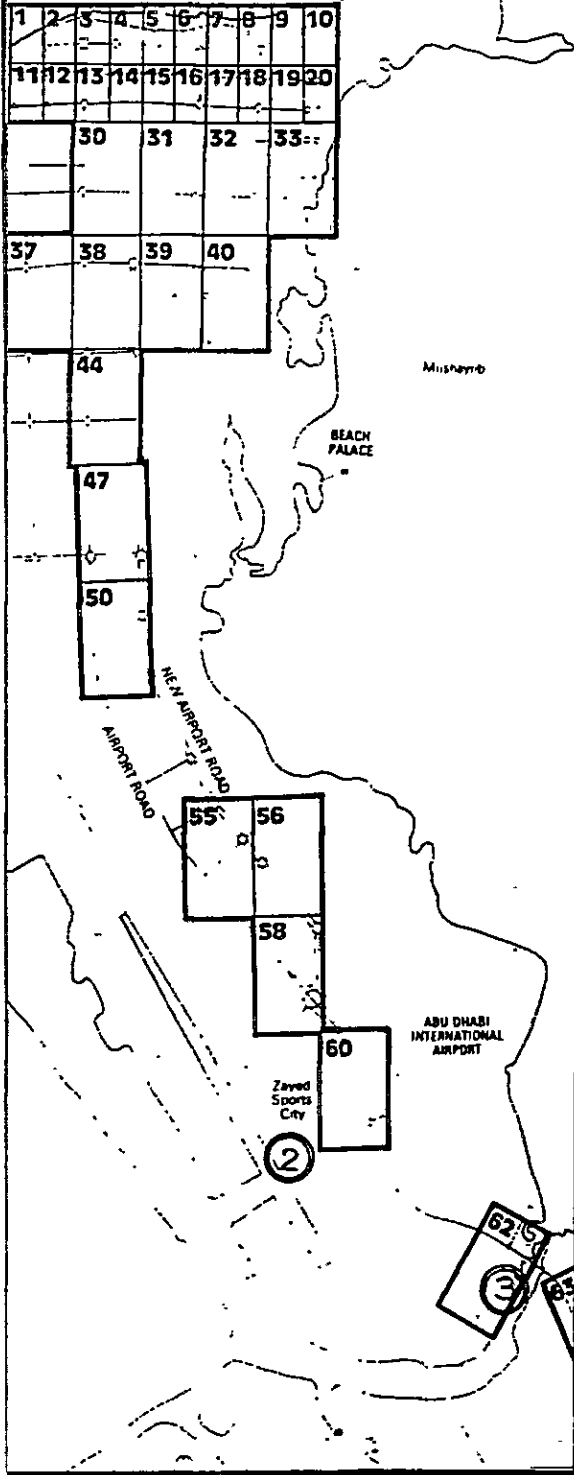 1 2 3 4 5 6 7 8 9 10
11 12 13 14 15 16 17 18 19 20
30 31 32 33
37 38 39 40
44
BEACH
PALACE
47
50
NEW AIRPORT ROAD
AIRPORT ROAD
55 56
58
ABU DHABI
INTERNATIONAL
AIRPORT
60
Zayed
Sports
City
2
62
3
63